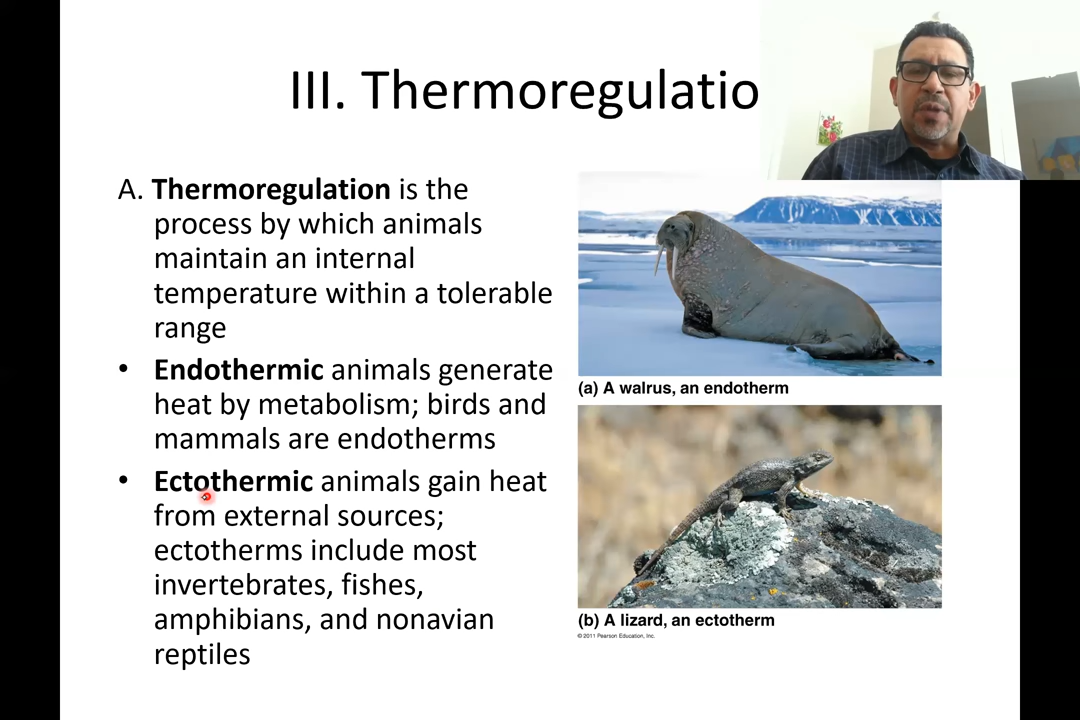 III. Thermoregulatio
A. Thermoregulation is the
process by which animals
maintain an internal
temperature within a tolerable
range
• Endothermic animals generate
heat by metabolism; birds and
mammals are endotherms
• Ectothermic animals gain heat
from external sources;
ectotherms include most
invertebrates, fishes,
amphibians, and nonavian
reptiles
(a) A walrus, an endotherm
(b) A lizard, an ectotherm
© 2011 Pearson Education, Inc.